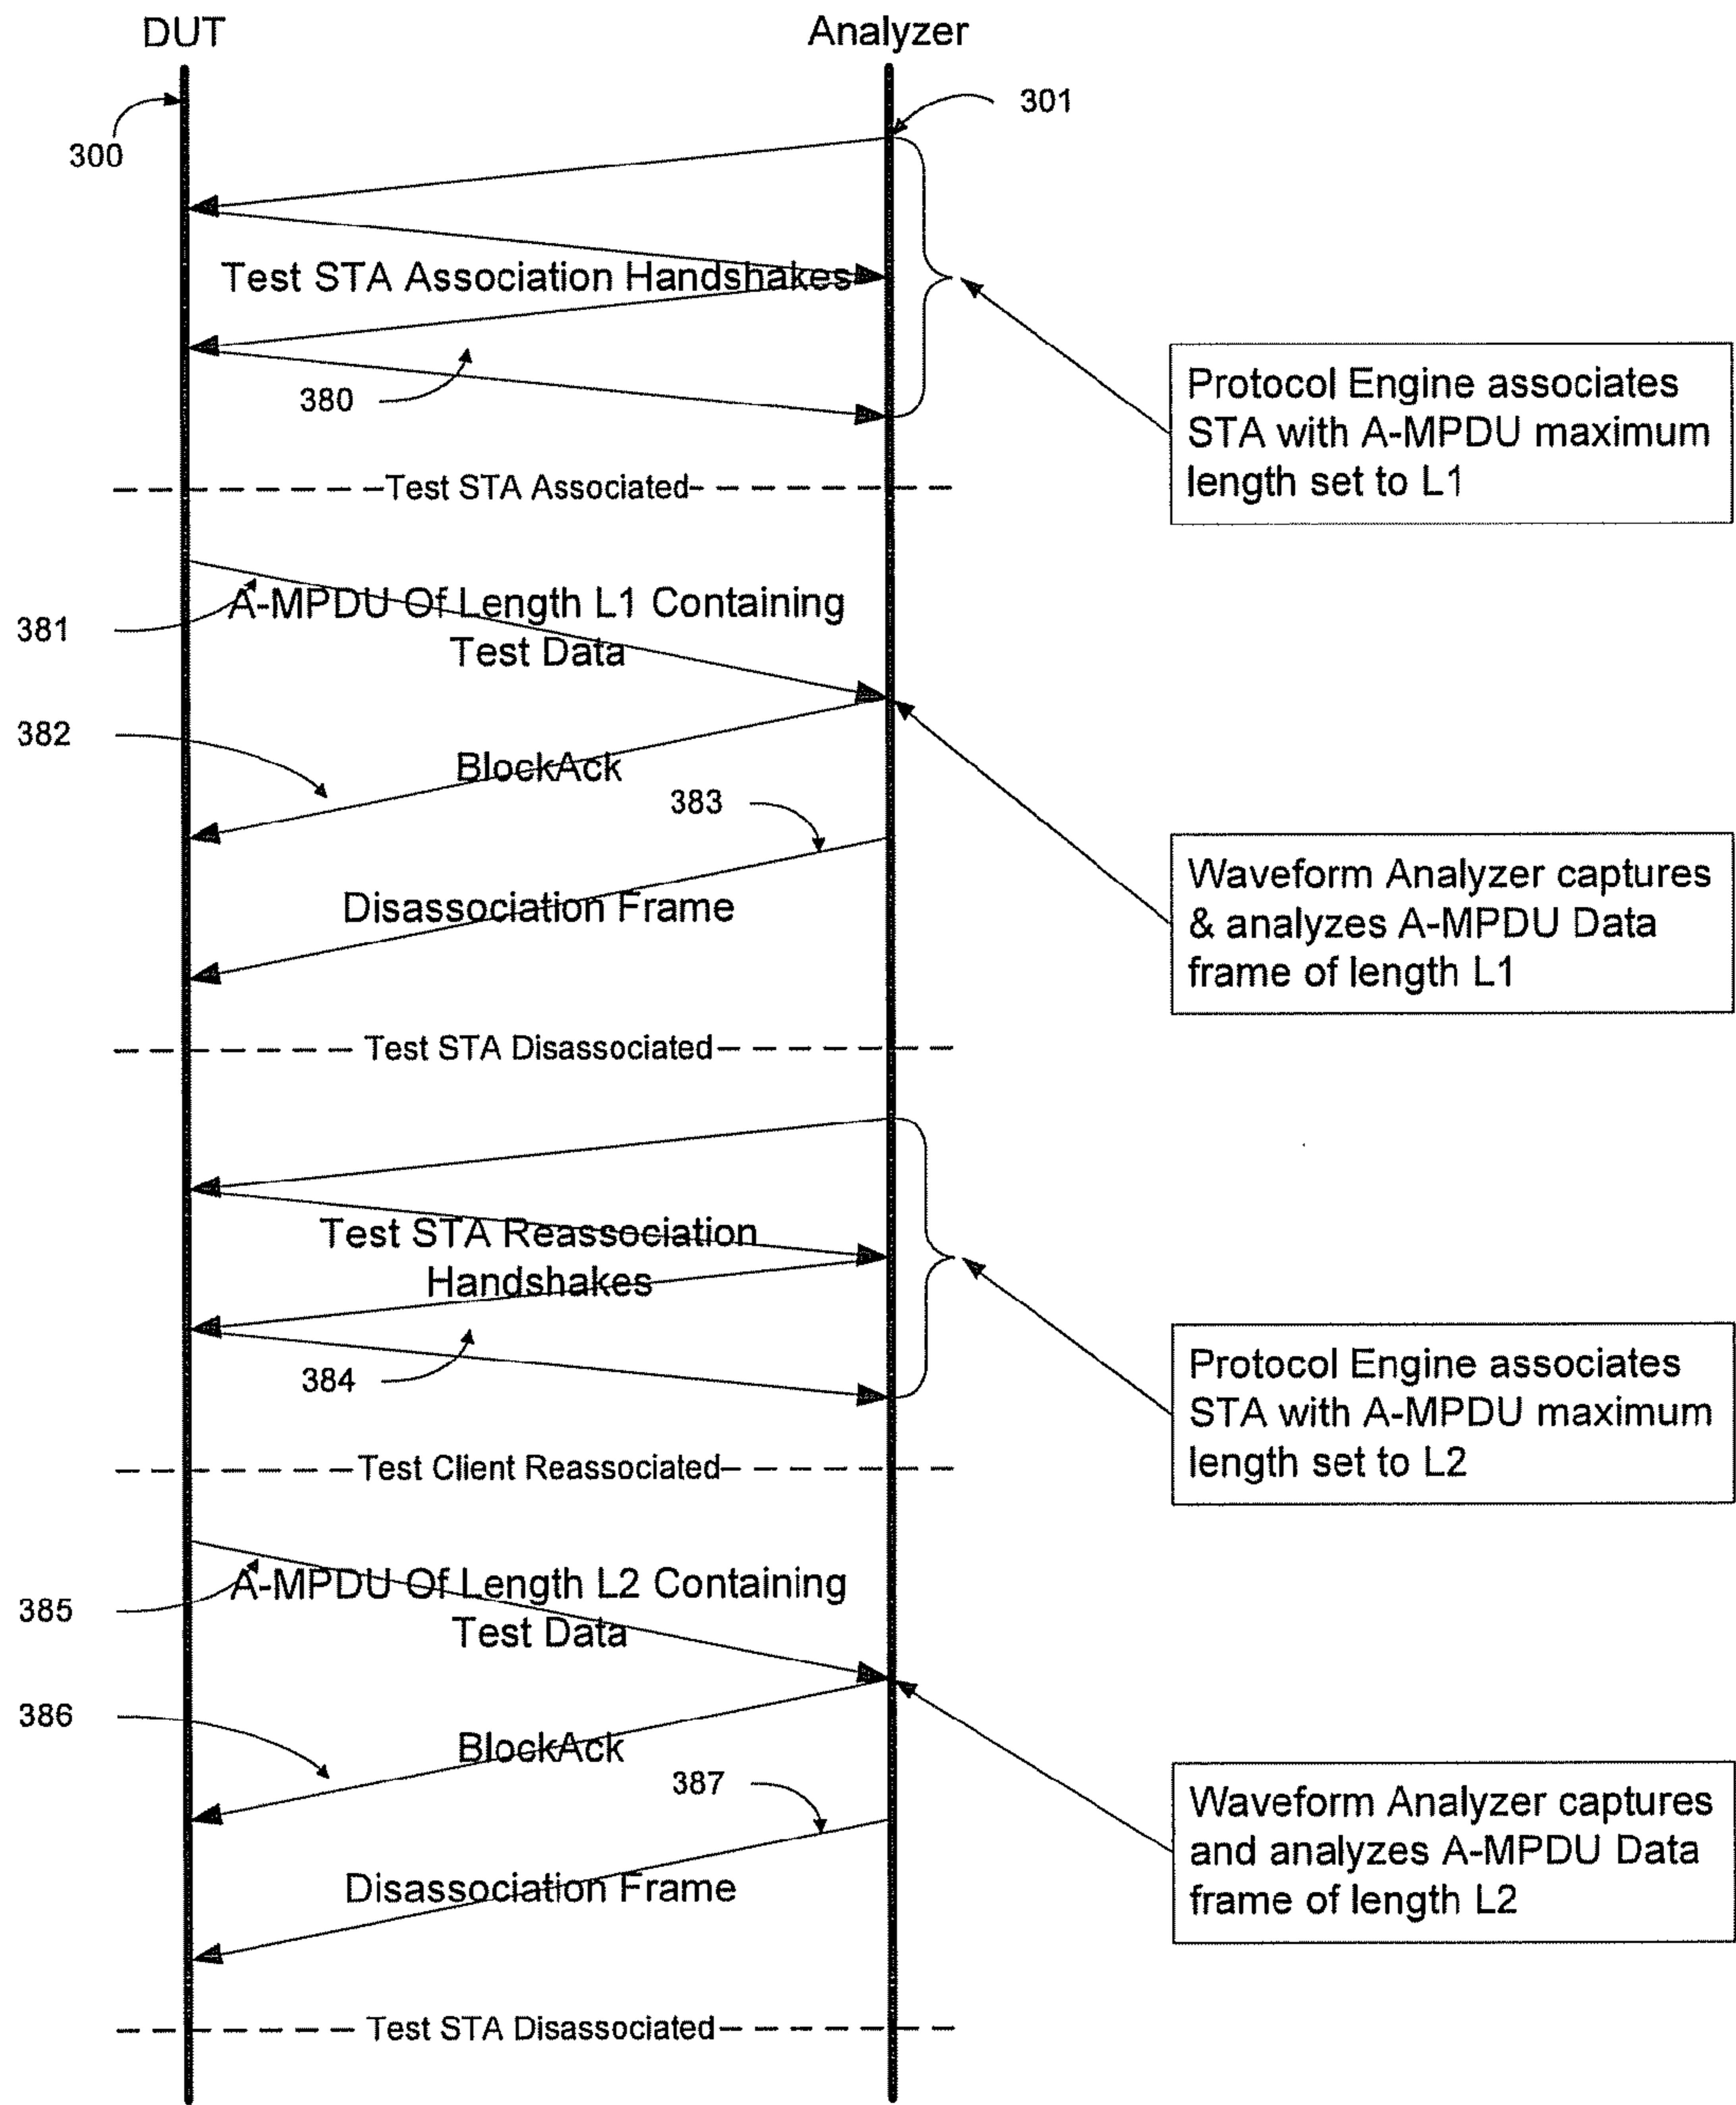 DUT
Analyzer
301
300
Test STA Association Handshakes
380
Protocol Engine associates
STA with A-MPDU maximum
length set to L1
Test STA Associated
A-MPDU Of Length L1 Containing
Test Data
381
382
BlockAck
383
Waveform Analyzer captures
& analyzes A-MPDU Data
frame of length L1
Disassociation Frame
Test STA Disassociated
Test STA Reassociation
Handshakes
384
Protocol Engine associates
STA with A-MPDU maximum
length set to L2
Test Client Reassociated
A-MPDU Of Length L2 Containing
Test Data
385
386
BlockAck
387
Waveform Analyzer captures
and analyzes A-MPDU Data
frame of length L2
Disassociation Frame
Test STA Disassociated